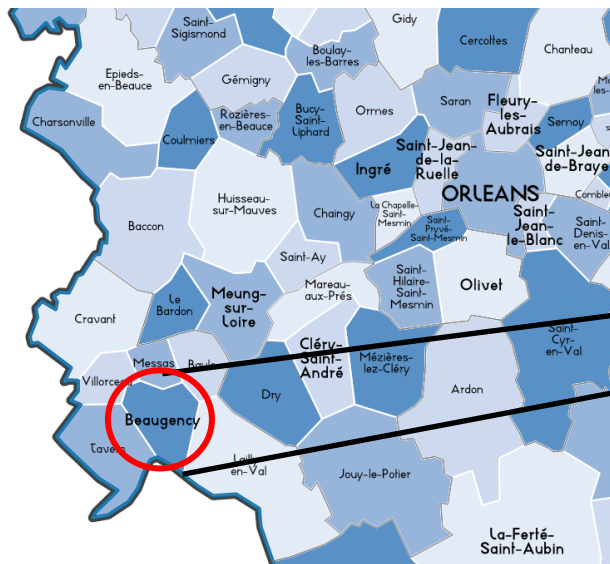 Gidy
Saint-
Sigismond
Cercottes
Boulay-
les-Barres
Chanteau
Epieds-
en-Beauce
Gémigny
Charsonville
Coulmiers
Rozières-
en-Beauce
Bucy-
Saint-
Liphard
Ormes
Saran
Fleury-
les-
Aubrais
Semoy
Ingré
Saint-Jean
de-la-
Ruelle
Saint-Jean
de-Braye
ORLEANS
Combleu
Baccon
Huisseau-
sur-Mauves
Chaingy
La Chapelle-
Saint-
Mesmin
Saint-
Pryvé-
Saint-Mesmin
Saint-
Jean-
le-Blanc
Saint-
Denis-
en-Val
Saint-Ay
Mareau-
aux-Prés
Saint-
Hilaire-
Saint-
Mesmin
Olivet
Cravant
Le
Bardon
Meung-
sur-
Loire
Messas
Cléry-
Saint-
André
Mézières-
lez-Cléry
Saint-
Cyr-
en-Val
Dry
Ardon
Beaugency
Tavers
en-Val
Jouy-le-Potier
La-Ferté-
Saint-Aubin